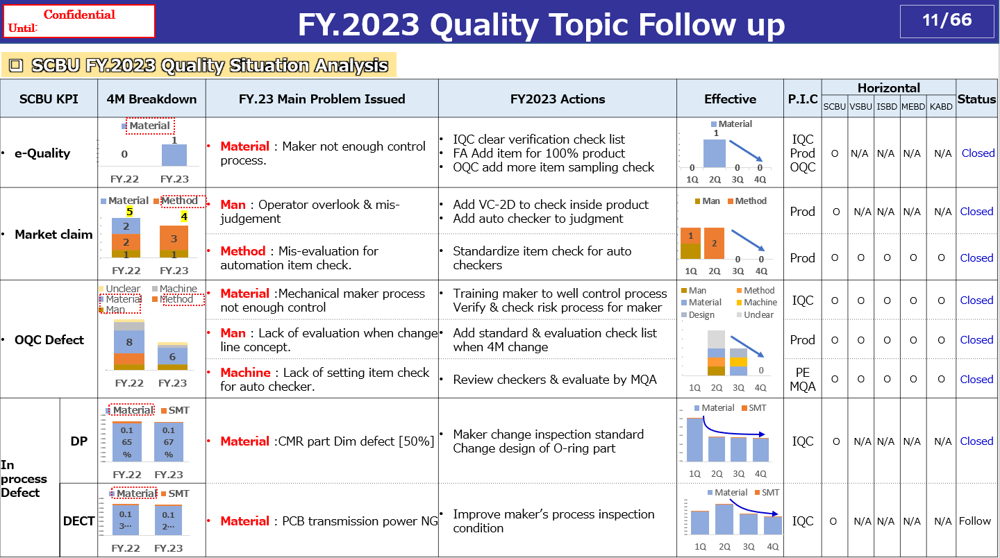 Confidential
Until:
FY.2023 Quality Topic Follow up
11/66
❑ SCBU FY.2023 Quality Situation Analysis
SCBU KPI
4M Breakdown
FY.23 Main Problem Issued
FY2023 Actions
Effective
P.I.C
Horizontal
SCBU
VSBU
ISBD
MEBD
KABD
Status
• e-Quality
Material
0
1
FY.22
FY.23
• Material : Maker not enough control
process.
• IQC clear verification check list
• FA Add item for 100% product
• OQC add more item sampling check
Material
0
1
0
0
1Q
2Q
3Q
4Q
IQC
Prod
OQC
O
N/A
N/A
N/A
N/A
Closed
• Market claim
Material
Method
5
2
2
1
4
3
1
FY.22
FY.23
• Man : Operator overlook & mis-
judgement
• Add VC-2D to check inside product
• Add auto checker to judgment
Man
Method
1
2
0
0
1Q
2Q
3Q
4Q
Prod
O
N/A
N/A
N/A
N/A
Closed
• Method : Mis-evaluation for
automation item check.
• Standardize item check for auto
checkers
Prod
O
O
O
O
O
Closed
• OQC Defect
Unclear
Machine
Material
Method
Man
8
6
FY.22
FY.23
• Material :Mechanical maker process
not enough control
• Training maker to well control process
Verify & check risk process for maker
Man
Method
Material
Machine
Design
Unclear
0
1Q
2Q
3Q
4Q
IQC
O
O
O
O
O
Closed
• Man : Lack of evaluation when change
line concept.
• Add standard & evaluation check list
when 4M change
Prod
O
O
O
O
O
Closed
• Machine : Lack of setting item check
for auto checker.
• Review checkers & evaluate by MQA
PE
MQA
O
O
O
O
O
Closed
In
process
Defect
DP
Material
SMT
0.1
65
%
0.1
67
%
FY.22
FY.23
• Material :CMR part Dim defect [50%]
• Maker change inspection standard
Change design of O-ring part
Material
SMT
1Q
2Q
3Q
4Q
IQC
O
N/A
N/A
N/A
N/A
Closed
DECT
Material
SMT
0.1
3…
0.1
2…
FY.22
FY.23
• Material : PCB transmission power NG
• Improve maker's process inspection
condition
Material
SMT
1Q
2Q
3Q
4Q
IQC
O
N/A
N/A
N/A
N/A
Follow